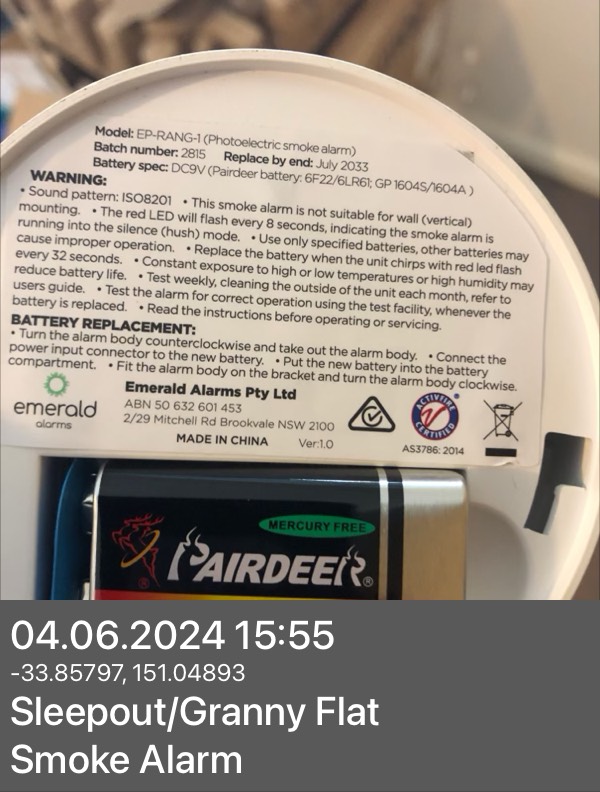 Model: EP-RANG-1 (Photoelectric smoke alarm)
Batch number: 2815 Replace by end: July 2033
Battery spec: DC9V (Pairdeer battery: 6F22/6LR61; GP 1604S/1604A )
WARNING:
• Sound pattern: ISO8201 • This smoke alarm is not suitable for wall (vertical)
mounting. • The red LED will flash every 8 seconds, indicating the smoke alarm is
running into the silence (hush) mode. • Use only specified batteries, other batteries may
cause improper operation. • Replace the battery when the unit chirps with red led flash
every 32 seconds. • Constant exposure to high or low temperatures or high humidity may
reduce battery life. • Test weekly, cleaning the outside of the unit each month, refer to
users guide. • Test the alarm for correct operation using the test facility, whenever the
battery is replaced. • Read the instructions before operating or servicing.
BATTERY REPLACEMENT:
• Turn the alarm body counterclockwise and take out the alarm body. • Connect the
power input connector to the new battery. • Put the new battery into the battery
compartment. • Fit the alarm body on the bracket and turn the alarm body clockwise.
emerald
alarms
Emerald Alarms Pty Ltd
ABN 50 632 601 453
2/29 Mitchell Rd Brookvale NSW 2100
MADE IN CHINA Ver:1.0
ACTIVFIRE
CERTIFIED
®
AS3786: 2014
MERCURY FREE
PAIRDEER®
®
04.06.2024 15:55
-33.85797, 151.04893
Sleepout/Granny Flat
Smoke Alarm